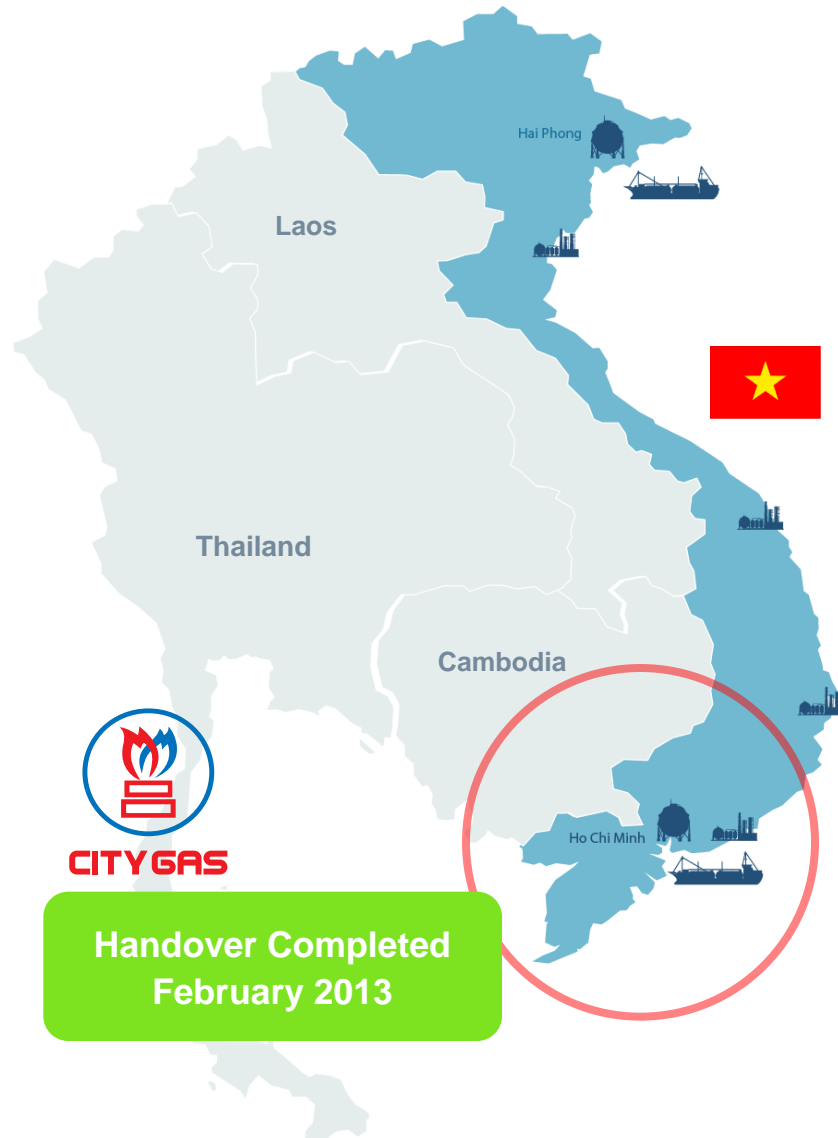 Hai Phong
Laos
Thailand
Cambodia
CITY GAS
Ho Chi Minh
Handover Completed
February 2013